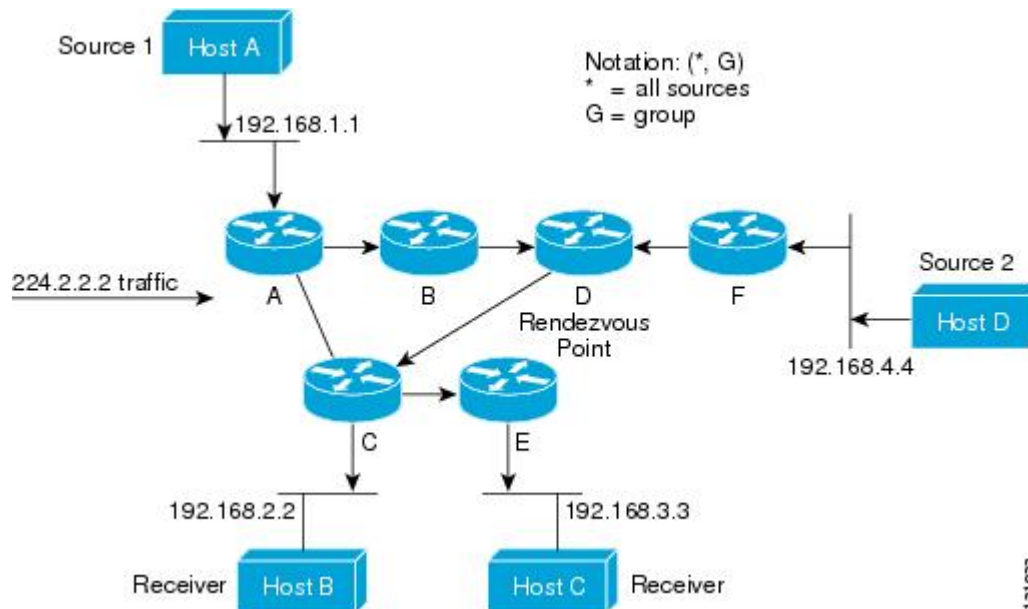 Source 1
Host A
Notation: (*, G)
* = all sources
G = group
192.168.1.1
224.2.2.2 traffic
A
B
D
F
Rendezvous
Point
Source 2
Host D
192.168.4.4
C
E
192.168.2.2
192.168.3.3
Receiver
Host B
Host C
Receiver